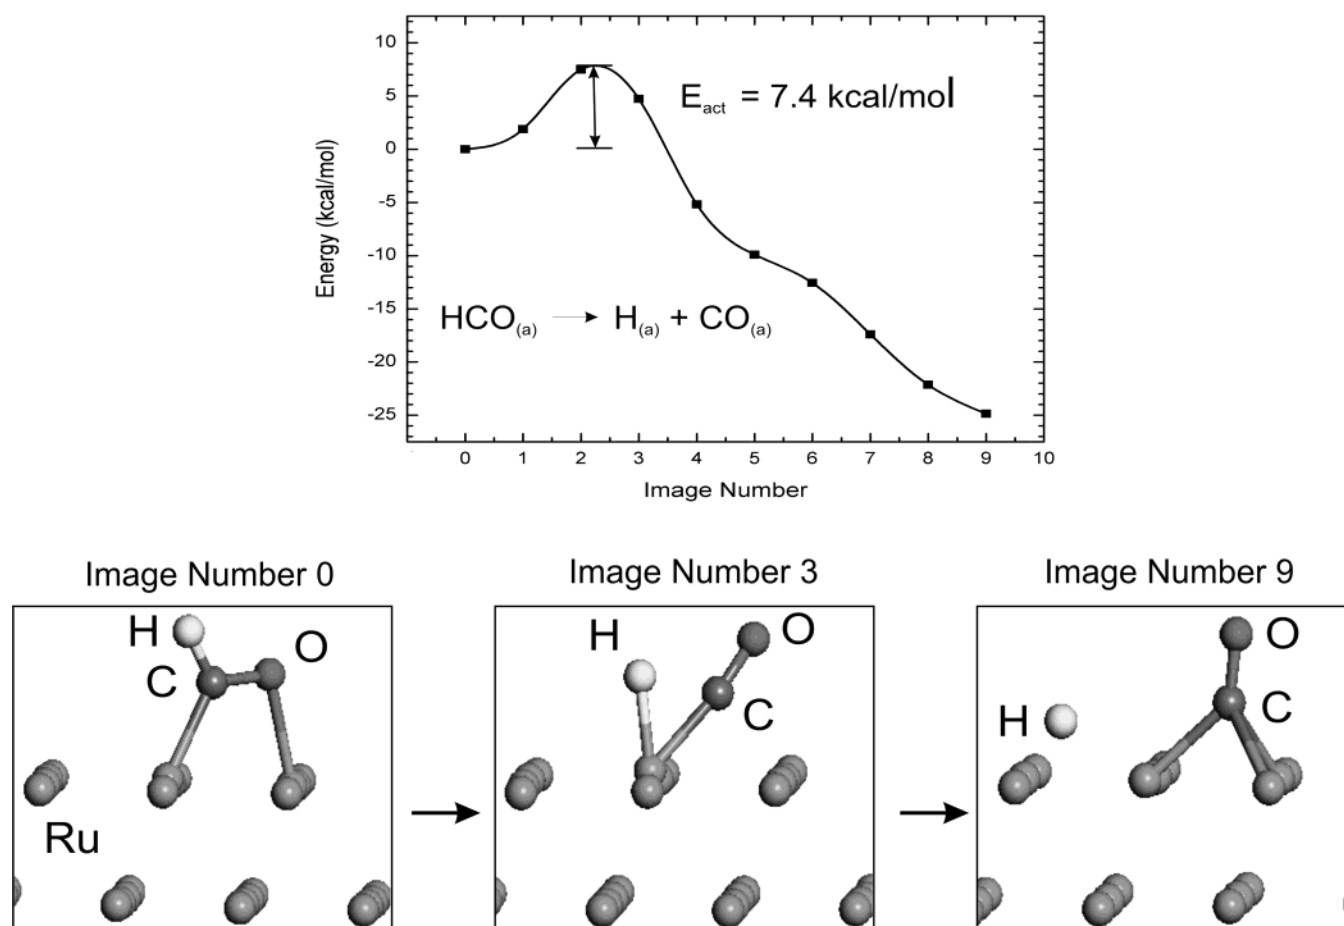 10
5
0
-5
-10
-15
-20
-25
Energy (kcal/mol)
E_act = 7.4 kcal/mol
HCO(a) → H(a) + CO(a)
0 1 2 3 4 5 6 7 8 9 10
Image Number
Image Number 0
H
O
C
Ru
Image Number 3
H
O
C
Image Number 9
O
C
H